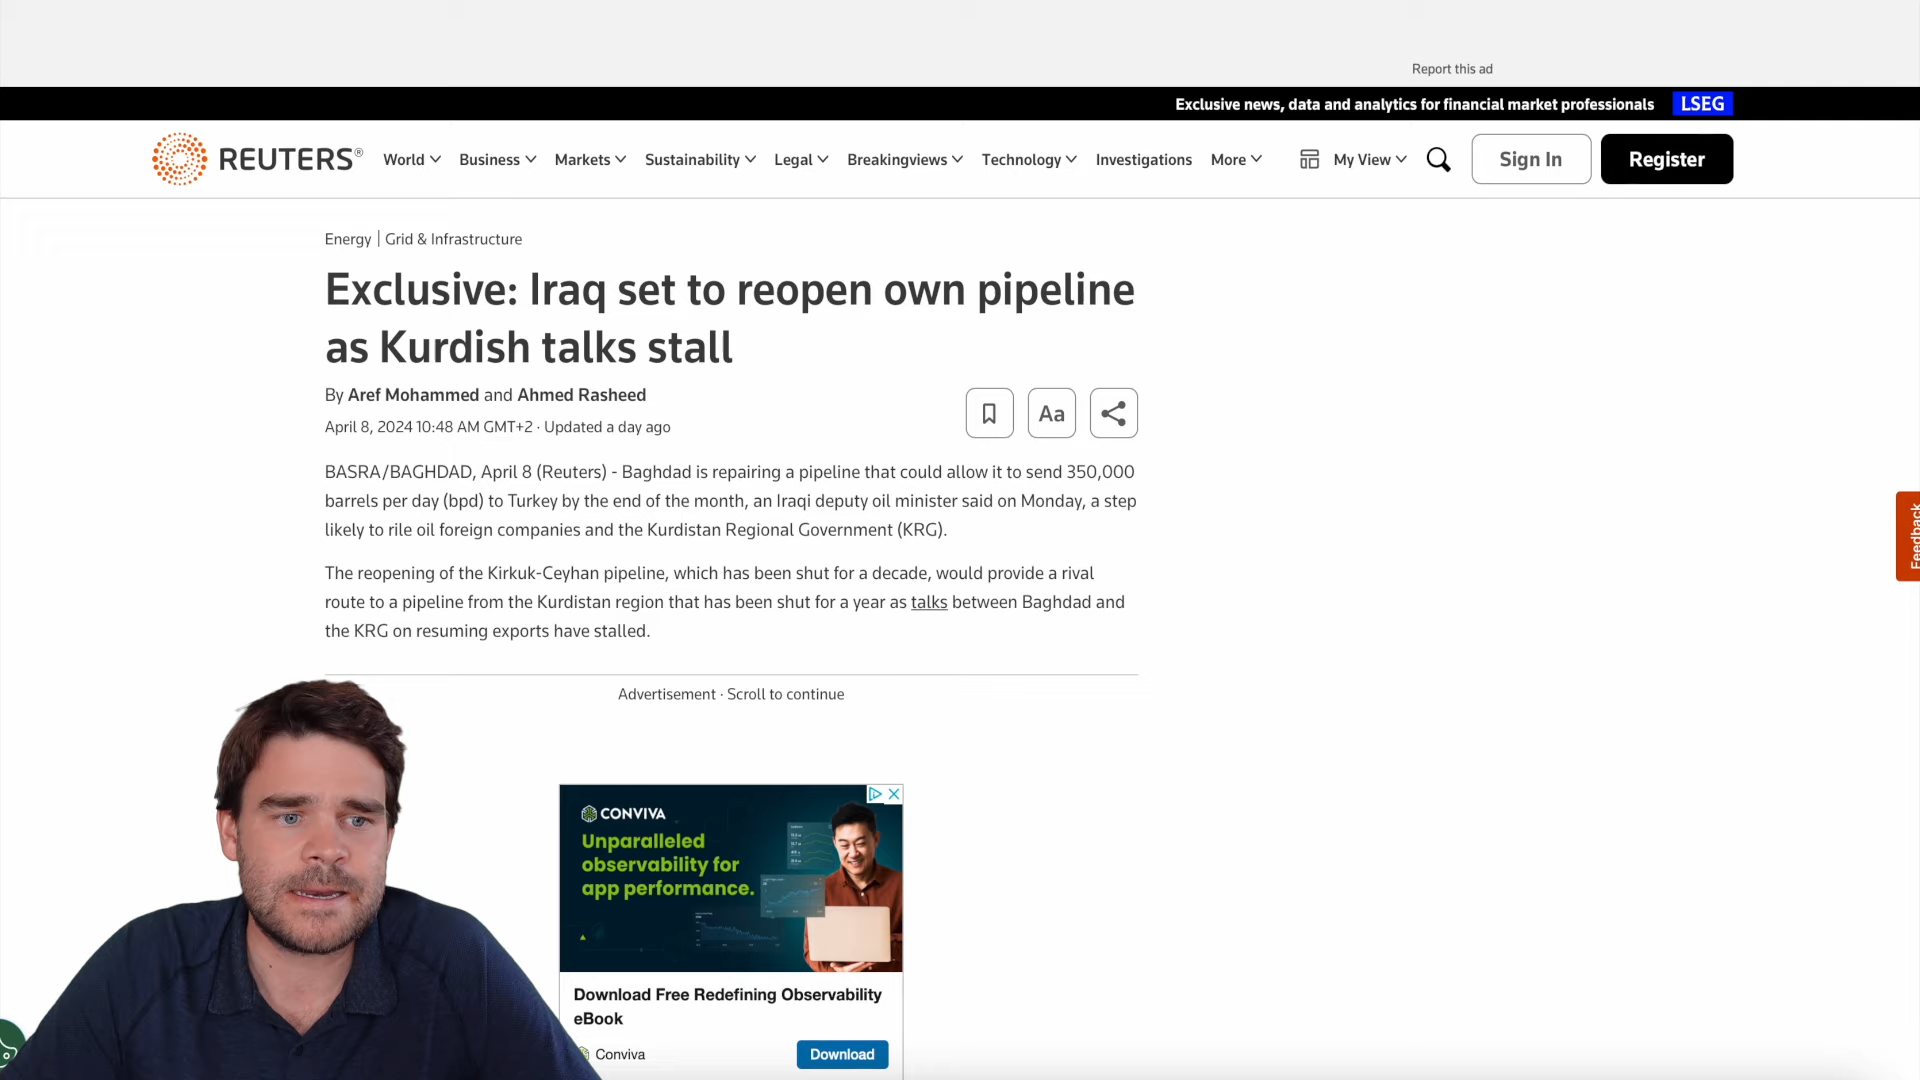 Report this ad
Exclusive news, data and analytics for financial market professionals LSEG
REUTERS® World Business Markets Sustainability Legal Breakingviews Technology Investigations More My View Sign In Register
Energy | Grid & Infrastructure
Exclusive: Iraq set to reopen own pipeline
as Kurdish talks stall
By Aref Mohammed and Ahmed Rasheed
April 8, 2024 10:48 AM GMT+2 · Updated a day ago
Aa
BASRA/BAGHDAD, April 8 (Reuters) - Baghdad is repairing a pipeline that could allow it to send 350,000
barrels per day (bpd) to Turkey by the end of the month, an Iraqi deputy oil minister said on Monday, a step
likely to rile oil foreign companies and the Kurdistan Regional Government (KRG).
Feedback
The reopening of the Kirkuk-Ceyhan pipeline, which has been shut for a decade, would provide a rival
route to a pipeline from the Kurdistan region that has been shut for a year as talks between Baghdad and
the KRG on resuming exports have stalled.
Advertisement · Scroll to continue
CONVIVA
Unparalleled
observability for
app performance.
Download Free Redefining Observability
eBook
Conviva
Download